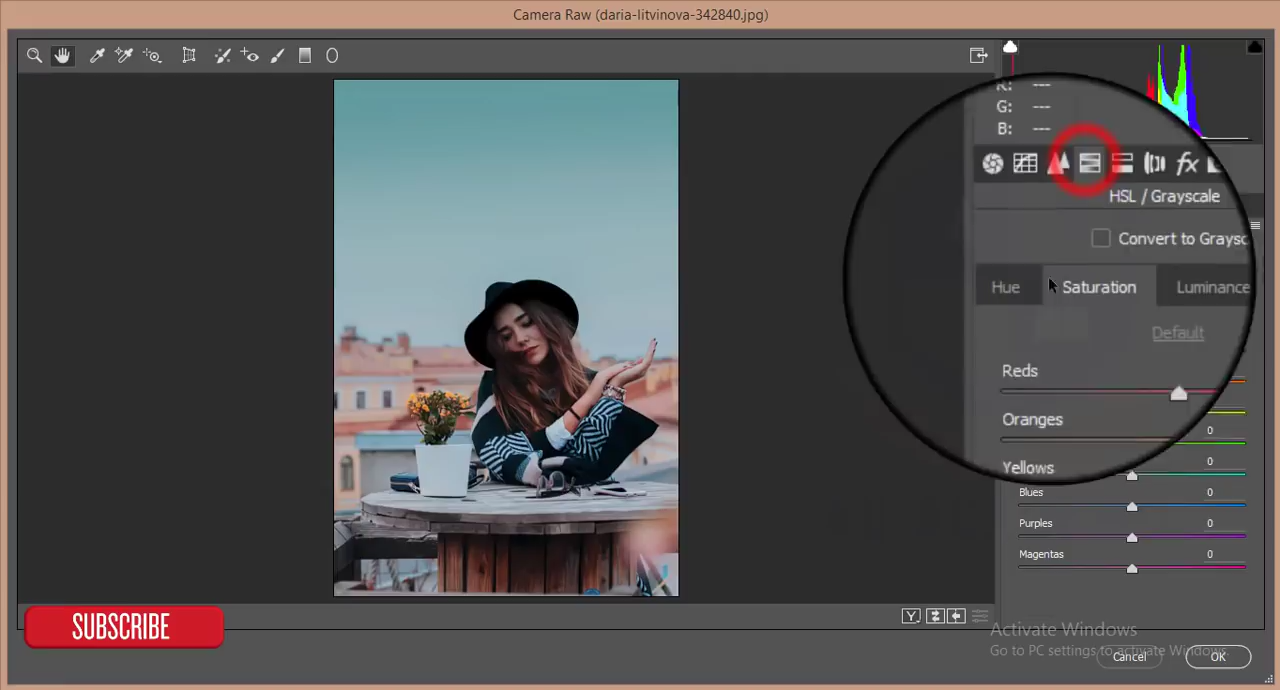 Camera Raw (daria-litvinova-342840.jpg)
R: ---
G: ---
B: ---
fx
HSL / Grayscale
Convert to Graysc
Hue Saturation Luminance
Default
Reds
Oranges
0
Yellows
0
Blues 0
Purples 0
Magentas 0
Y
SUBSCRIBE
Activate Windows
Go to PC settings to activate Windows.
Cancel OK